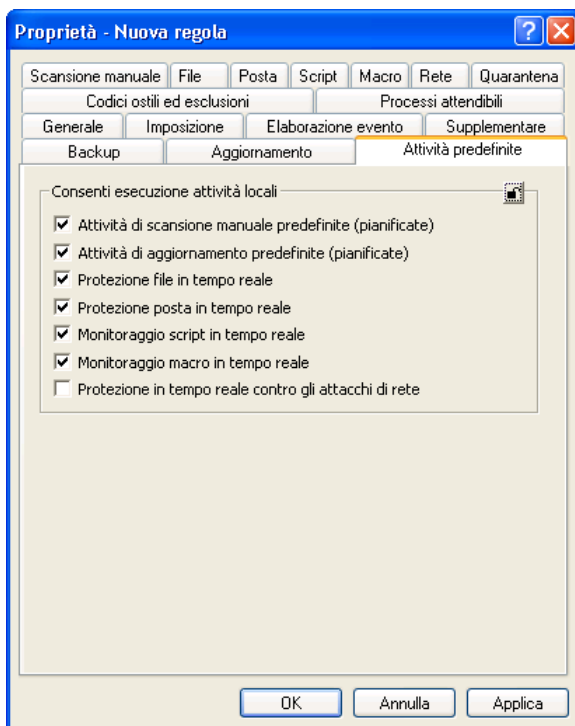 Proprietà - Nuova regola
Scansione manuale File Posta Script Macro Rete Quarantena
Codici ostili ed esclusioni Processi attendibili
Generale Imposizione Elaborazione evento Supplementare
Backup Aggiornamento Attività predefinite
Consenti esecuzione attività locali
Attività di scansione manuale predefinite (pianificate)
Attività di aggiornamento predefinite (pianificate)
Protezione file in tempo reale
Protezione posta in tempo reale
Monitoraggio script in tempo reale
Monitoraggio macro in tempo reale
Protezione in tempo reale contro gli attacchi di rete
OK Annulla Applica